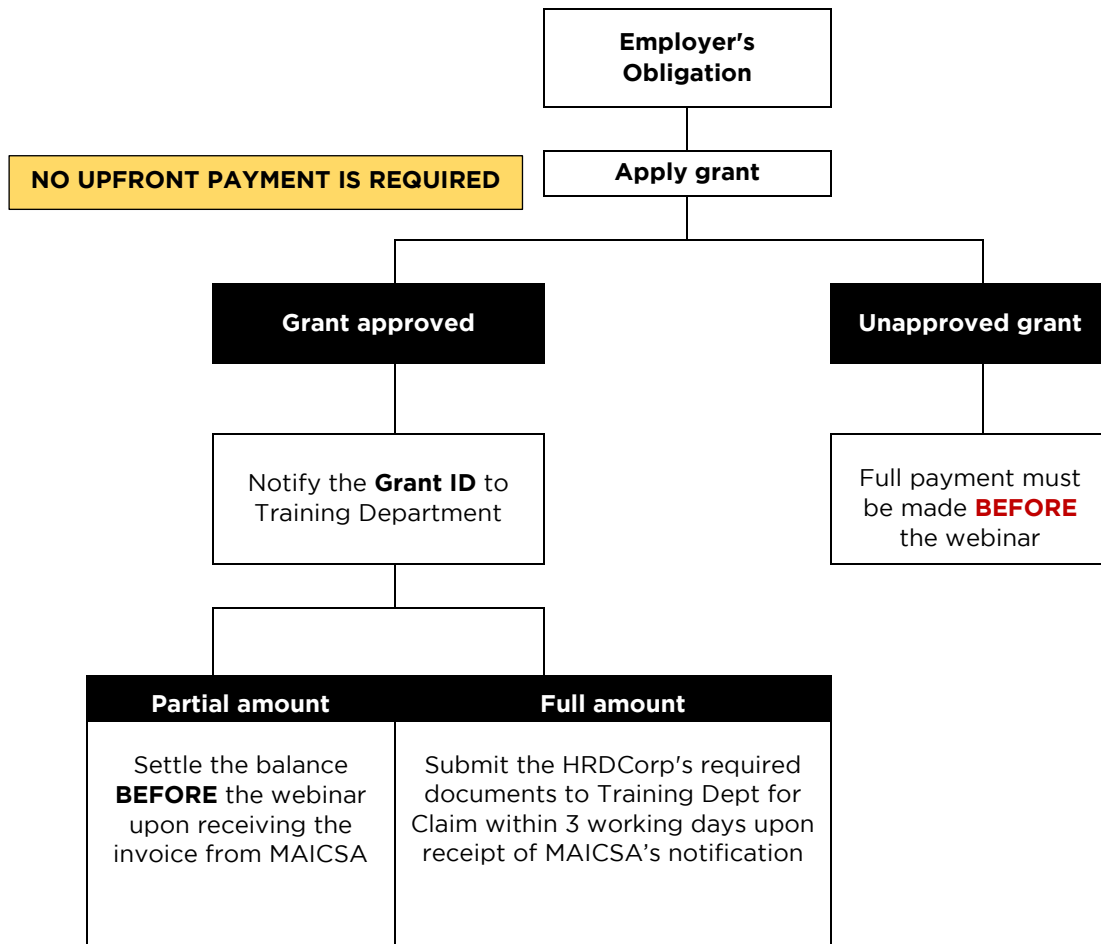 Employer's
Obligation
NO UPFRONT PAYMENT IS REQUIRED
Apply grant
Grant approved
Unapproved grant
Notify the Grant ID to
Training Department
Full payment must
be made BEFORE
the webinar
Partial amount
Full amount
Settle the balance
BEFORE the webinar
upon receiving the
invoice from MAICSA
Submit the HRDCorp's required
documents to Training Dept for
Claim within 3 working days upon
receipt of MAICSA’s notification